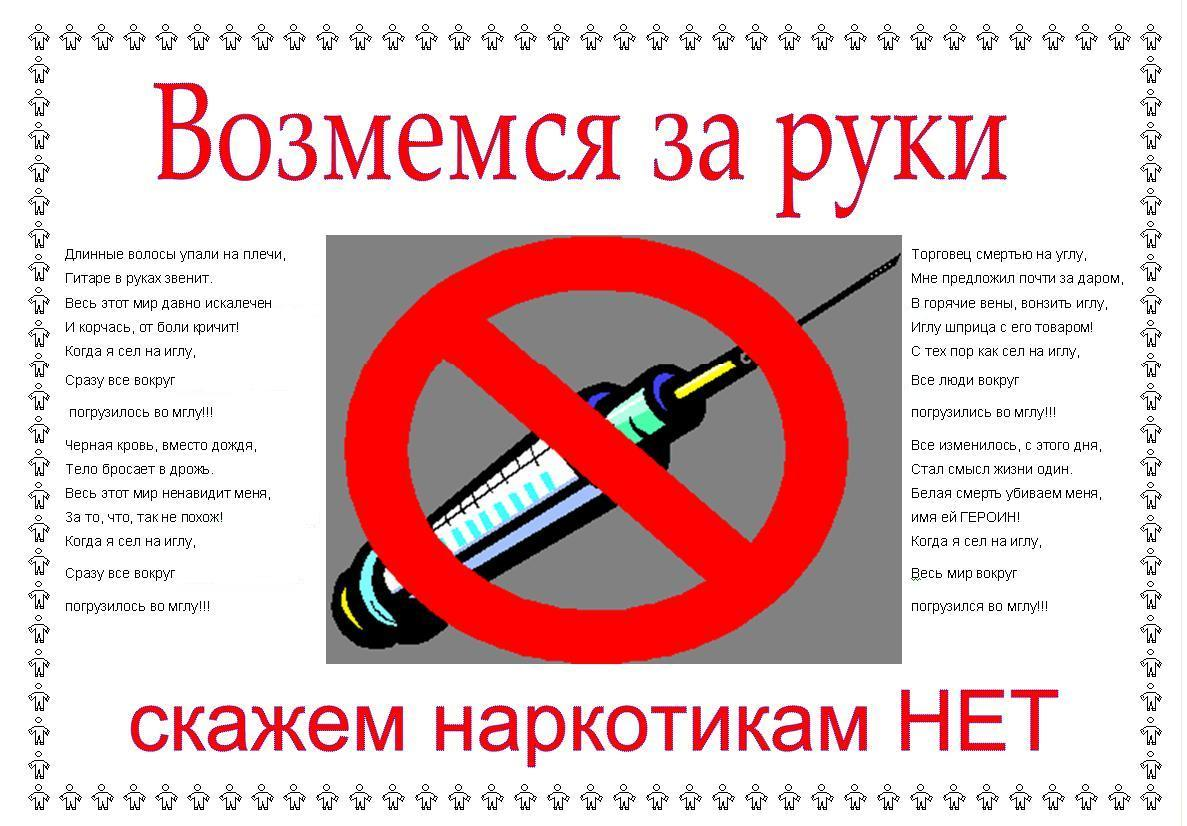 Возмемся за руки
Длинные волосы упали на плечи,
Гитаре в руках звенит.
Весь этот мир давно искалечен
И корчась, от боли кричит!
Когда я сел на иглу,
Сразу все вокруг
погрузилось во мглу!!!
Черная кровь, вместо дождя,
Тело бросает в дрожь.
Весь этот мир ненавидит меня,
За то, что, так не похож!
Когда я сел на иглу,
Сразу все вокруг
погрузилось во мглу!!!
Торговец смертью на углу,
Мне предложил почти за даром,
В горячие вены, вонзить иглу,
Иглу шприца с его товаром!
С тех пор как сел на иглу,
Все люди вокруг
погрузились во мглу!!!
Все изменилось, с этого дня,
Стал смысл жизни один.
Белая смерть убиваем меня,
имя ей ГЕРОИН!
Когда я сел на иглу,
Весь мир вокруг
погрузился во мглу!!!
скажем наркотикам НЕТ